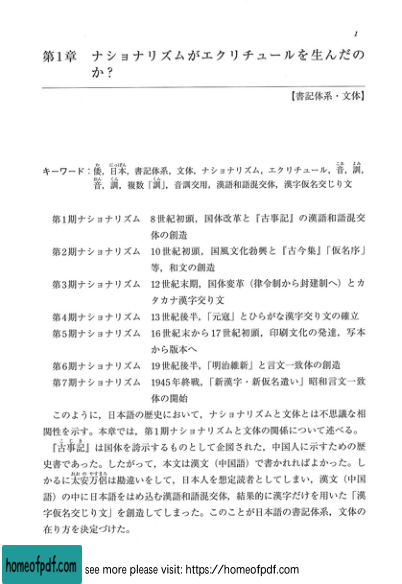 1
第1章　ナショナリズムがエクリチュールを生んだの
か？
【書記体系・文体】
キーワード：倭，日本，書記体系，文体，ナショナリズム，エクリチュール，音，訓，
音，訓，複数「訓」，音訓交用，漢語和語混交体，漢字仮名交じり文
第1期ナショナリズム　8世紀初頭，国体改革と『古事記』の漢語和語混交
体の創造
第2期ナショナリズム　10世紀初頭，国風文化勃興と『古今集』「仮名序」
等，和文の創造
第3期ナショナリズム　12世紀末期，国体変革（律令制から封建制へ）とカ
タカナ漢字交り文
第4期ナショナリズム　13世紀後半，「元寇」とひらがな漢字交り文の確立
第5期ナショナリズム　16世紀末から17世紀初頭，印刷文化の発達，写本
から版本へ
第6期ナショナリズム　19世紀後半，「明治維新」と言文一致体の創造
第7期ナショナリズム　1945年終戦，「新漢字・新仮名遣い」昭和言文一致
体の開始
このように，日本語の歴史において，ナショナリズムと文体とは不思議な相
関性を示す。本章では，第1期ナショナリズムと文体の関係について述べる。
『古事記』は国体を誇示するものとして企図された，中国人に示すための歴
史書であった。したがって，本文は漢文（中国語）で書かれればよかった。し
かるに太安万侶は勘違いをして，日本人を想定読者としてしまい，漢文（中国
語）の中に日本語をはめ込む漢語和語混交体，結果的に漢字だけを用いた「漢
字仮名交じり文」を創造してしまった。このことが日本語の書記体系，文体の
在り方を決定づけた。
homeofpdf.com
see more please visit: https://homeofpdf.com